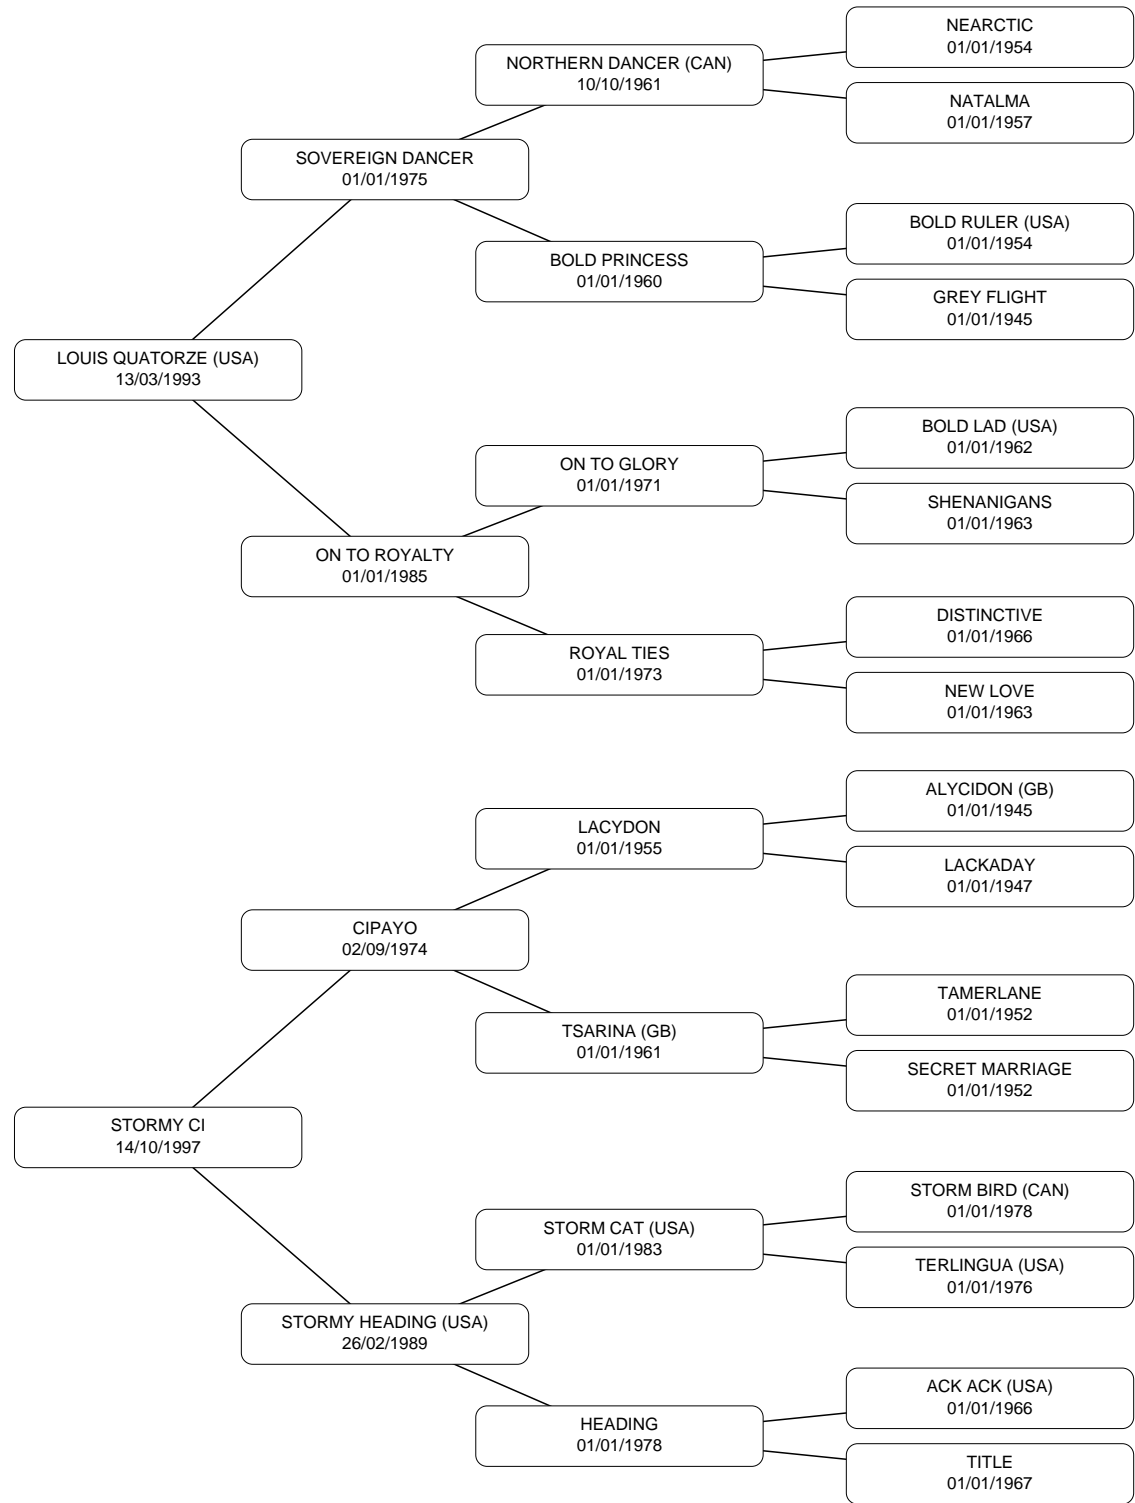 NEARCTIC
01/01/1954
NORTHERN DANCER (CAN)
10/10/1961
NATALMA
01/01/1957
SOVEREIGN DANCER
01/01/1975
BOLD RULER (USA)
01/01/1954
BOLD PRINCESS
01/01/1960
GREY FLIGHT
01/01/1945
LOUIS QUATORZE (USA)
13/03/1993
BOLD LAD (USA)
01/01/1962
ON TO GLORY
01/01/1971
SHENANIGANS
01/01/1963
ON TO ROYALTY
01/01/1985
DISTINCTIVE
01/01/1966
ROYAL TIES
01/01/1973
NEW LOVE
01/01/1963
ALYCIDON (GB)
01/01/1945
LACYDON
01/01/1955
LACKADAY
01/01/1947
CIPAYO
02/09/1974
TAMERLANE
01/01/1952
TSARINA (GB)
01/01/1961
SECRET MARRIAGE
01/01/1952
STORMY CI
14/10/1997
STORM BIRD (CAN)
01/01/1978
STORM CAT (USA)
01/01/1983
TERLINGUA (USA)
01/01/1976
STORMY HEADING (USA)
26/02/1989
ACK ACK (USA)
01/01/1966
HEADING
01/01/1978
TITLE
01/01/1967